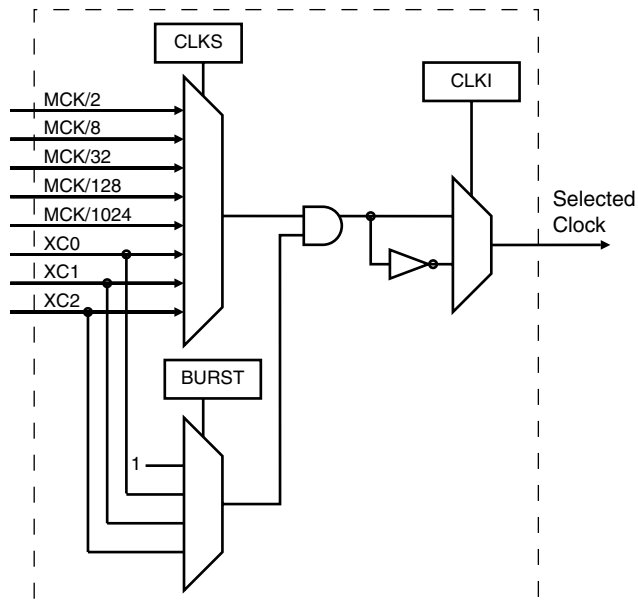 CLKS
CLKI
MCK/2
MCK/8
MCK/32
MCK/128
MCK/1024
XC0
XC1
XC2
Selected
Clock
BURST
1